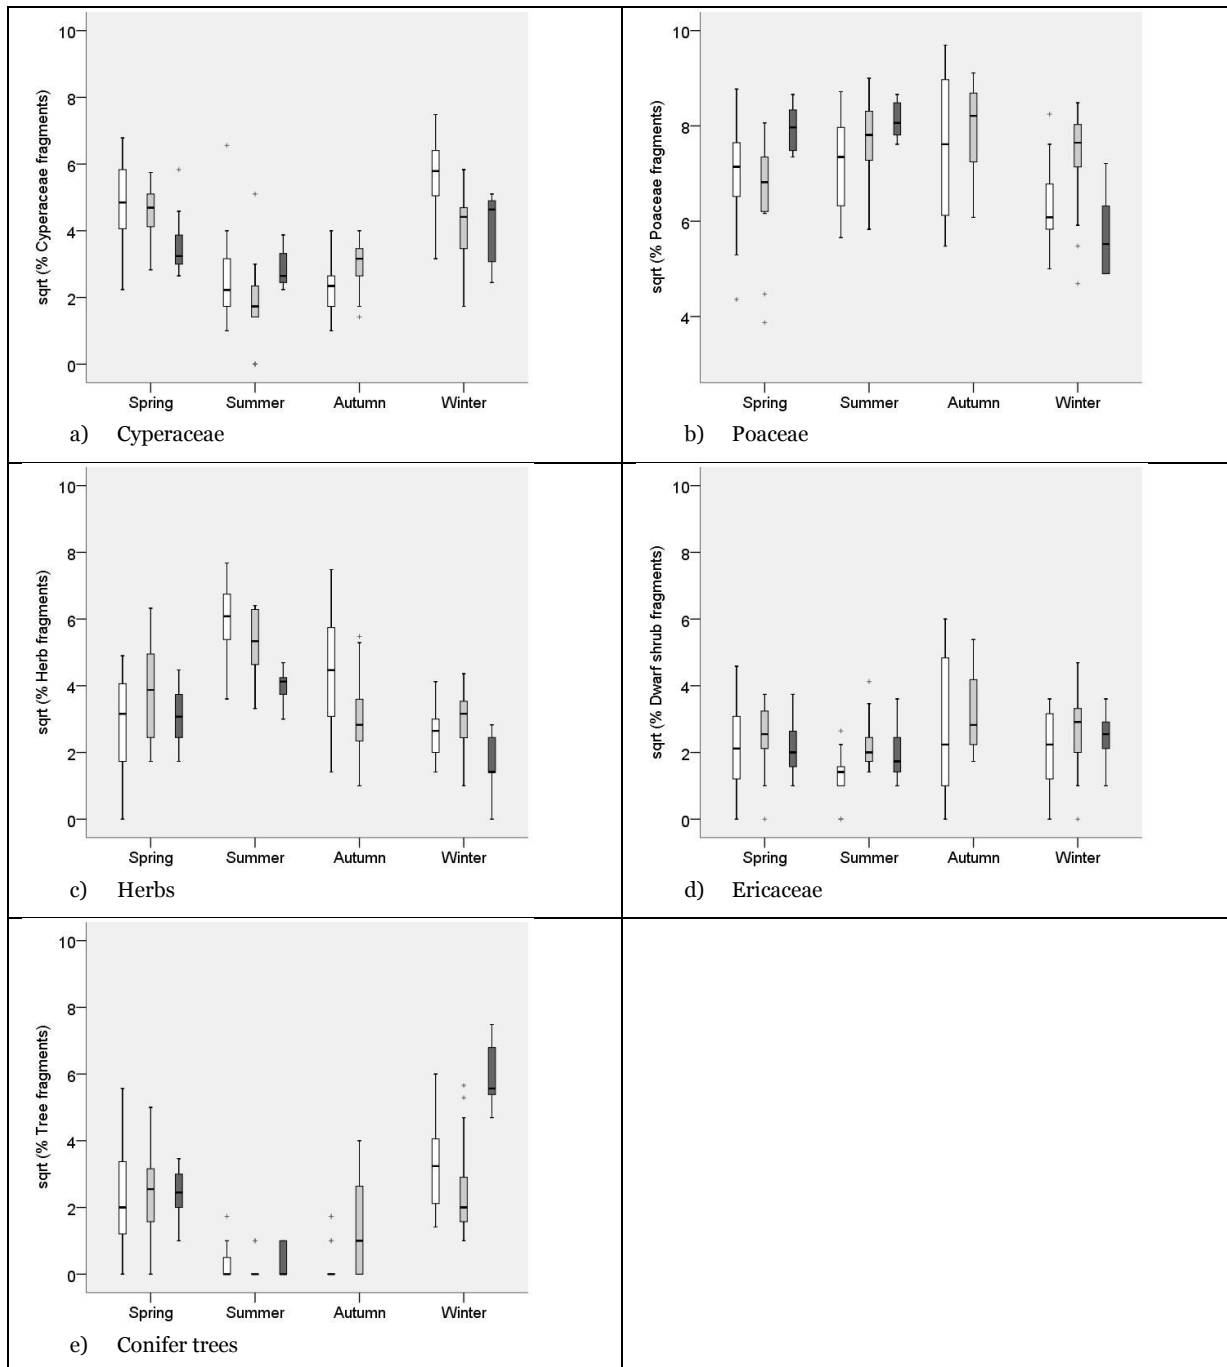 10
8
6
4
2
0
sqrt (% Cyperaceae fragments)
Spring Summer Autumn Winter
a) Cyperaceae
10
8
6
4
sqrt (% Poaceae fragments)
Spring Summer Autumn Winter
b) Poaceae
10
8
6
4
2
0
sqrt (% Herb fragments)
Spring Summer Autumn Winter
c) Herbs
10
8
6
4
2
0
sqrt (% Dwarf shrub fragments)
Spring Summer Autumn Winter
d) Ericaceae
10
8
6
4
2
0
sqrt (% Tree fragments)
Spring Summer Autumn Winter
e) Conifer trees